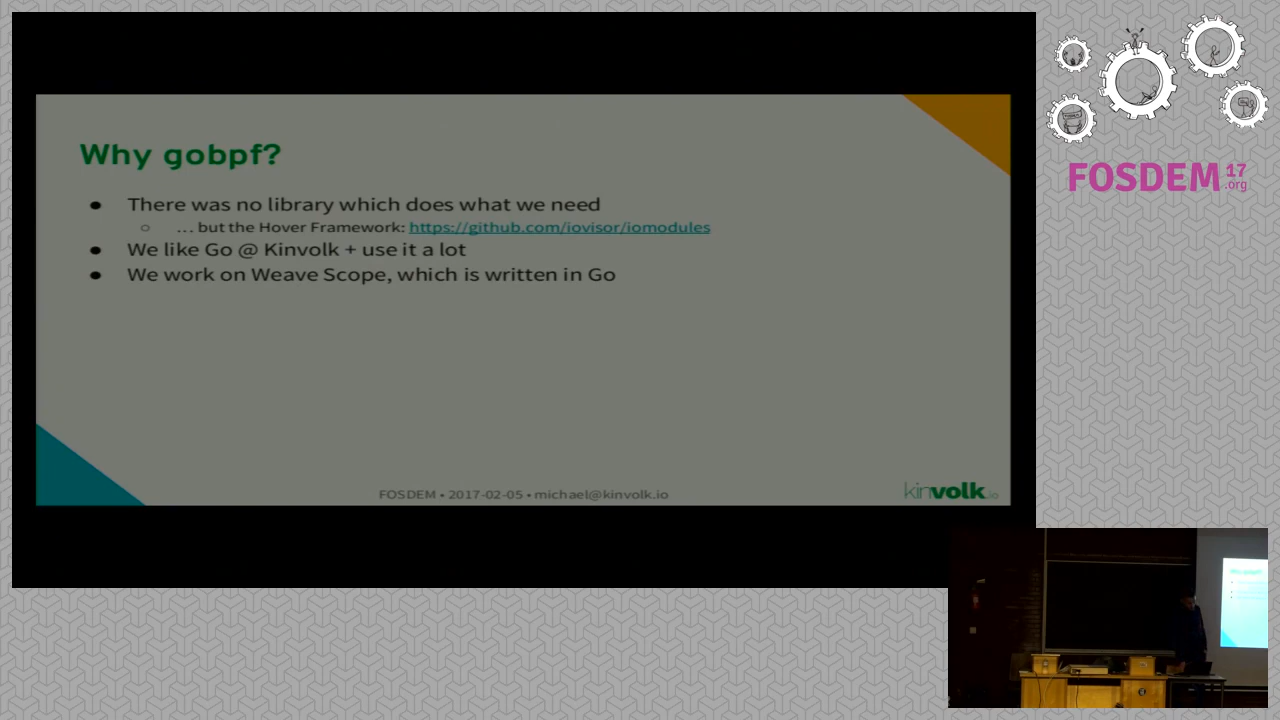 Why gobpf?
● There was no library which does what we need
○ … but the Hover Framework: https://github.com/iovisor/iomodules
● We like Go @ Kinvolk + use it a lot
● We work on Weave Scope, which is written in Go
FOSDEM • 2017-02-05 • michael@kinvolk.io
kinvolk.io
FOSDEM 17 .org